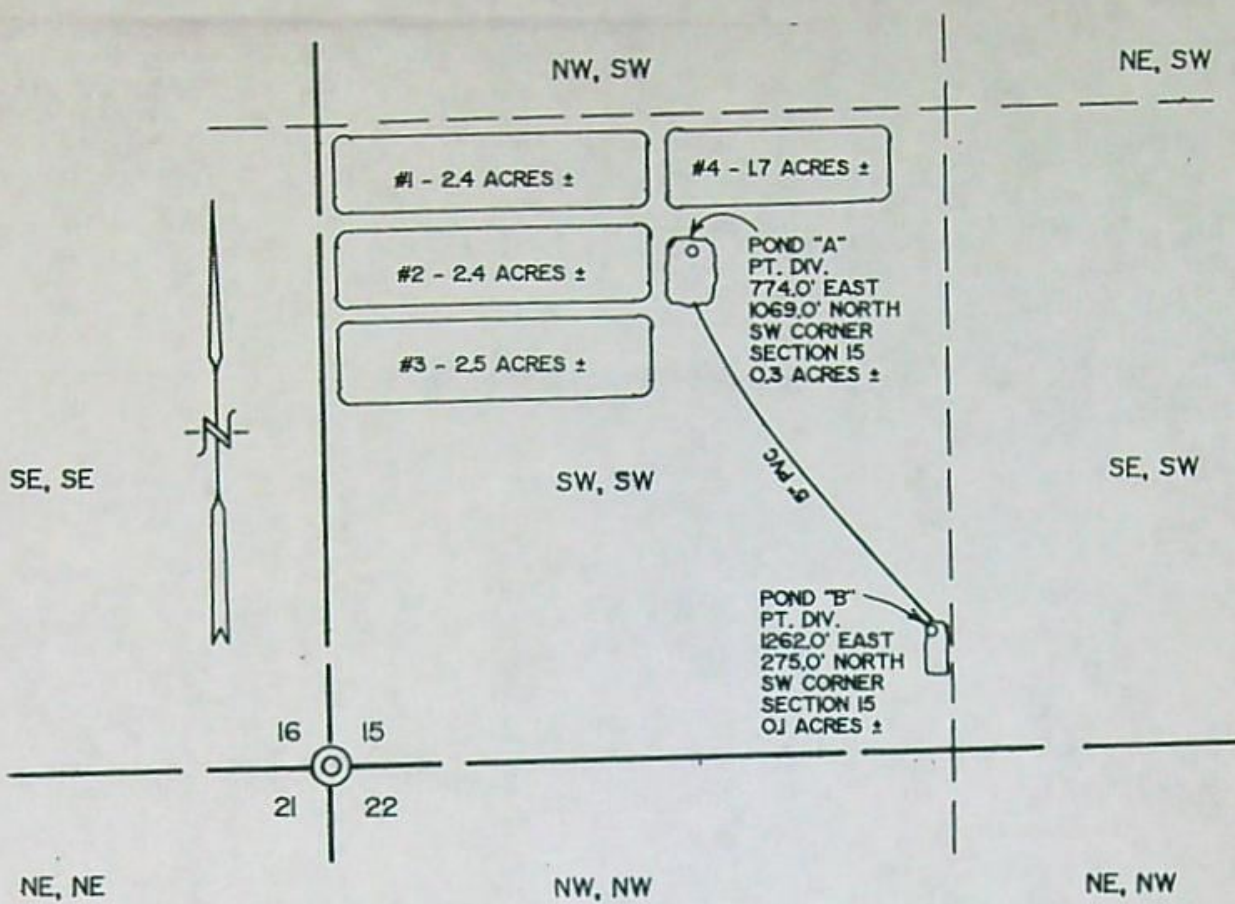 NW, SW
NE, SW
#1 - 2.4 ACRES ±
#4 - 1.7 ACRES ±
#2 - 2.4 ACRES ±
POND "A"
PT. DIV.
774.0' EAST
1069.0' NORTH
SW CORNER
SECTION 15
0.3 ACRES ±
#3 - 2.5 ACRES ±
N
SE, SE
SW, SW
8" PVC
SE, SW
POND "B"
PT. DIV.
1262.0' EAST
275.0' NORTH
SW CORNER
SECTION 15
0.1 ACRES ±
16 15
21 22
NE, NE
NW, NW
NE, NW